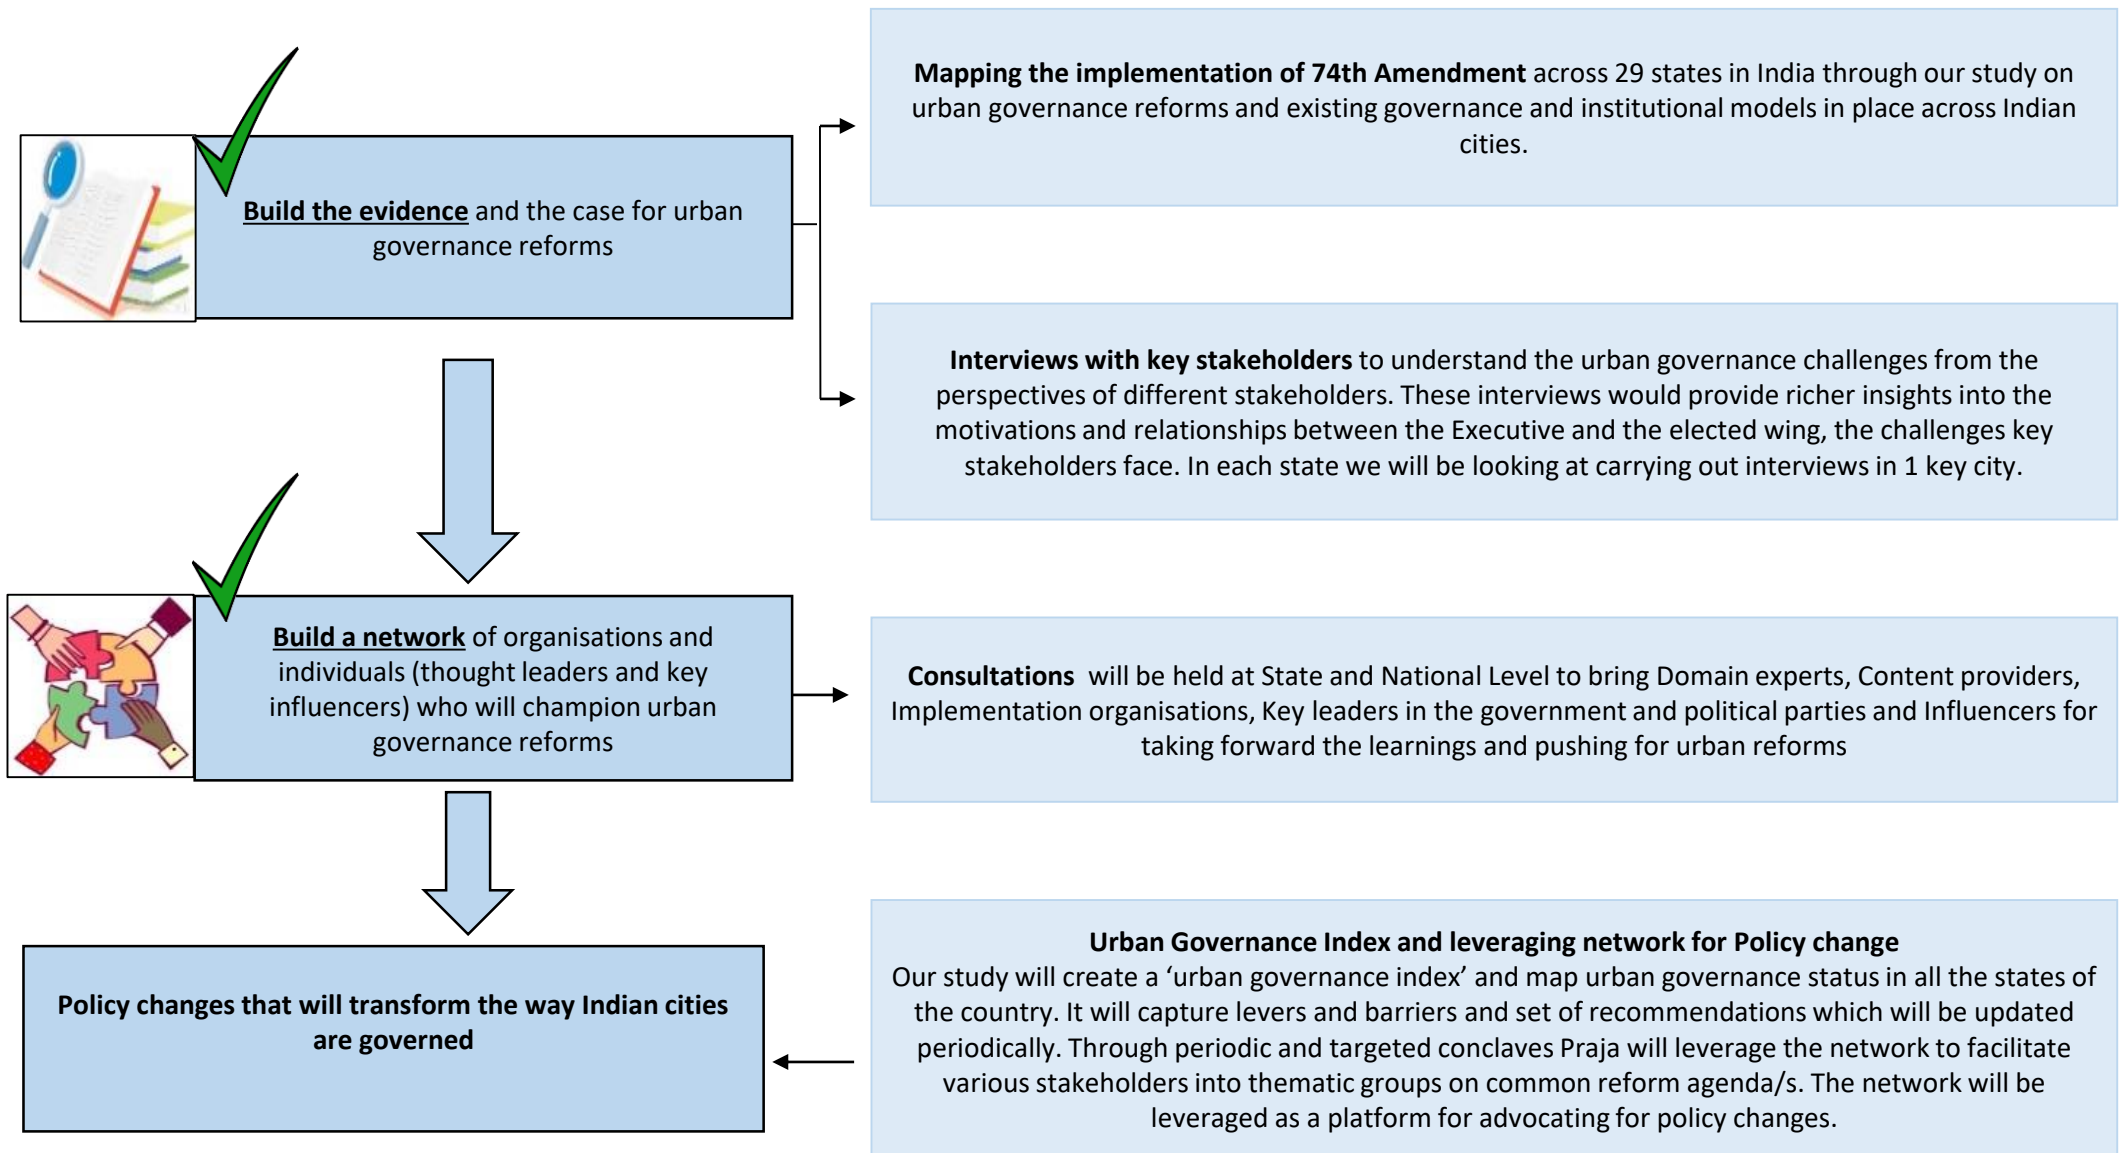 Build the evidence and the case for urban
governance reforms
Mapping the implementation of 74th Amendment across 29 states in India through our study on
urban governance reforms and existing governance and institutional models in place across Indian
cities.
Interviews with key stakeholders to understand the urban governance challenges from the
perspectives of different stakeholders. These interviews would provide richer insights into the
motivations and relationships between the Executive and the elected wing, the challenges key
stakeholders face. In each state we will be looking at carrying out interviews in 1 key city.
Build a network of organisations and
individuals (thought leaders and key
influencers) who will champion urban
governance reforms
Consultations will be held at State and National Level to bring Domain experts, Content providers,
Implementation organisations, Key leaders in the government and political parties and Influencers for
taking forward the learnings and pushing for urban reforms
Policy changes that will transform the way Indian cities
are governed
Urban Governance Index and leveraging network for Policy change
Our study will create a ‘urban governance index’ and map urban governance status in all the states of
the country. It will capture levers and barriers and set of recommendations which will be updated
periodically. Through periodic and targeted conclaves Praja will leverage the network to facilitate
various stakeholders into thematic groups on common reform agenda/s. The network will be
leveraged as a platform for advocating for policy changes.